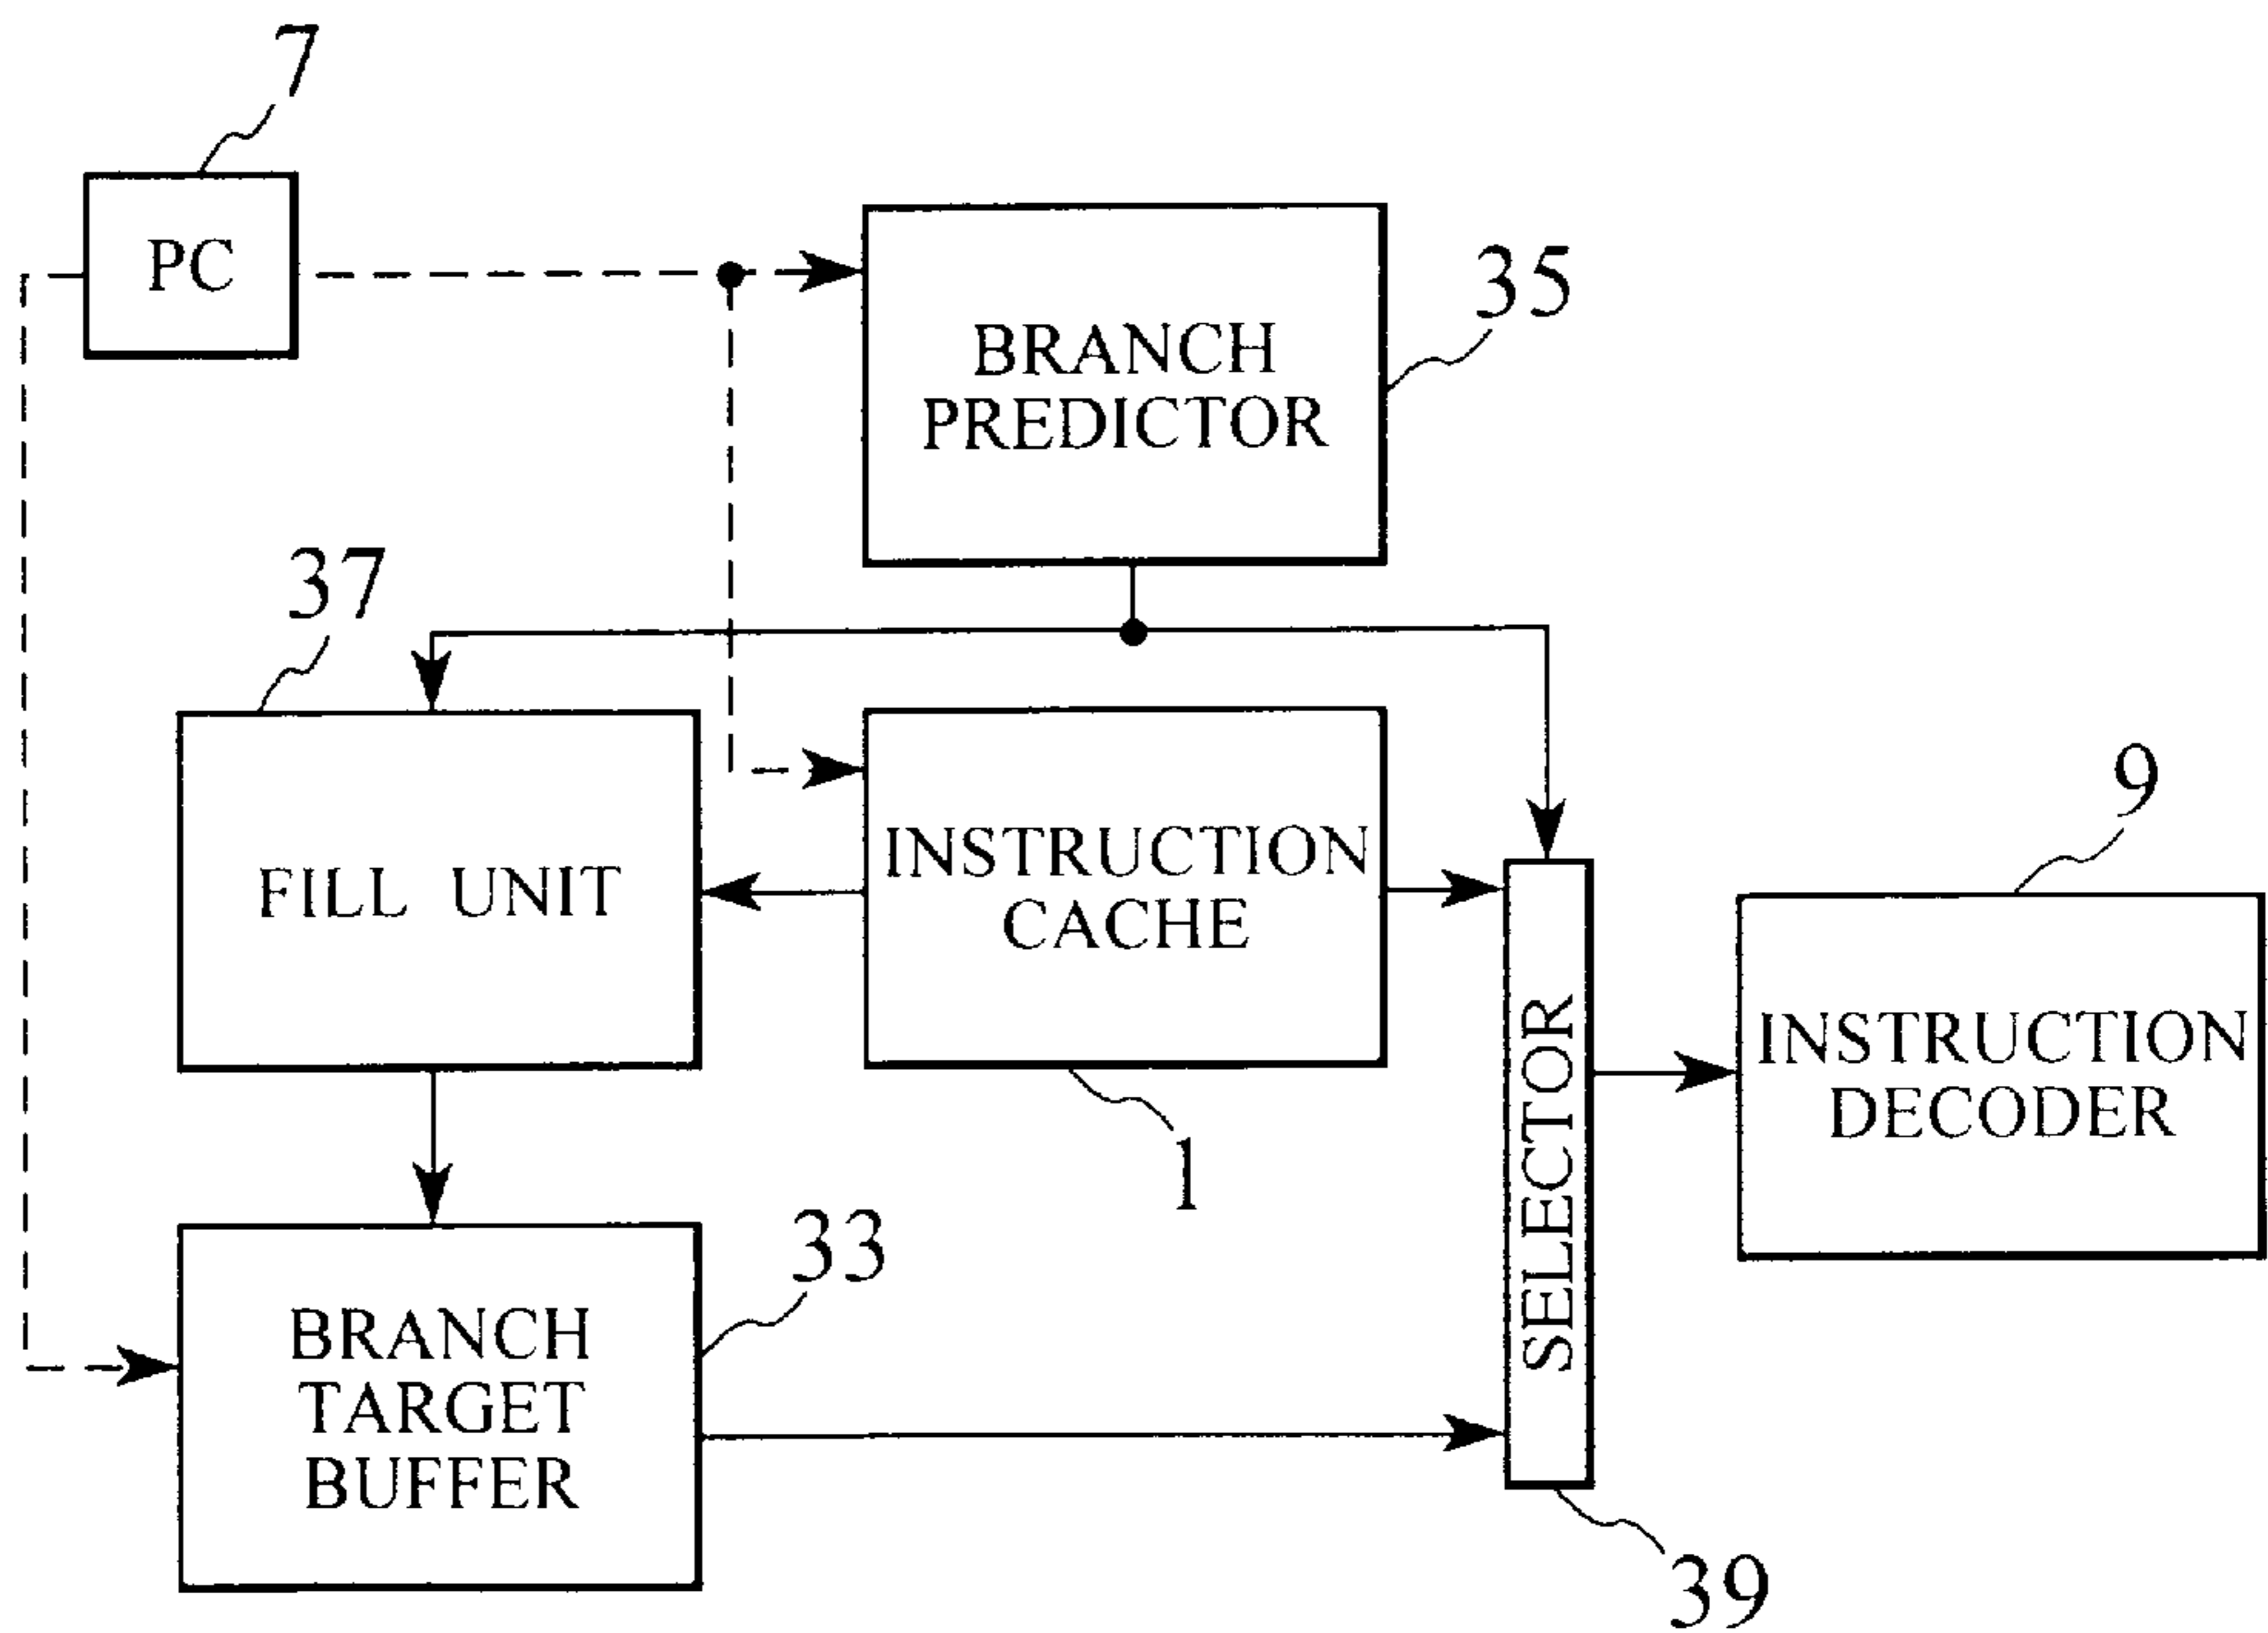 7
PC
35
BRANCH
PREDICTOR
37
FILL UNIT
INSTRUCTION
CACHE
1
9
SELECTOR
INSTRUCTION
DECODER
33
BRANCH
TARGET
BUFFER
39